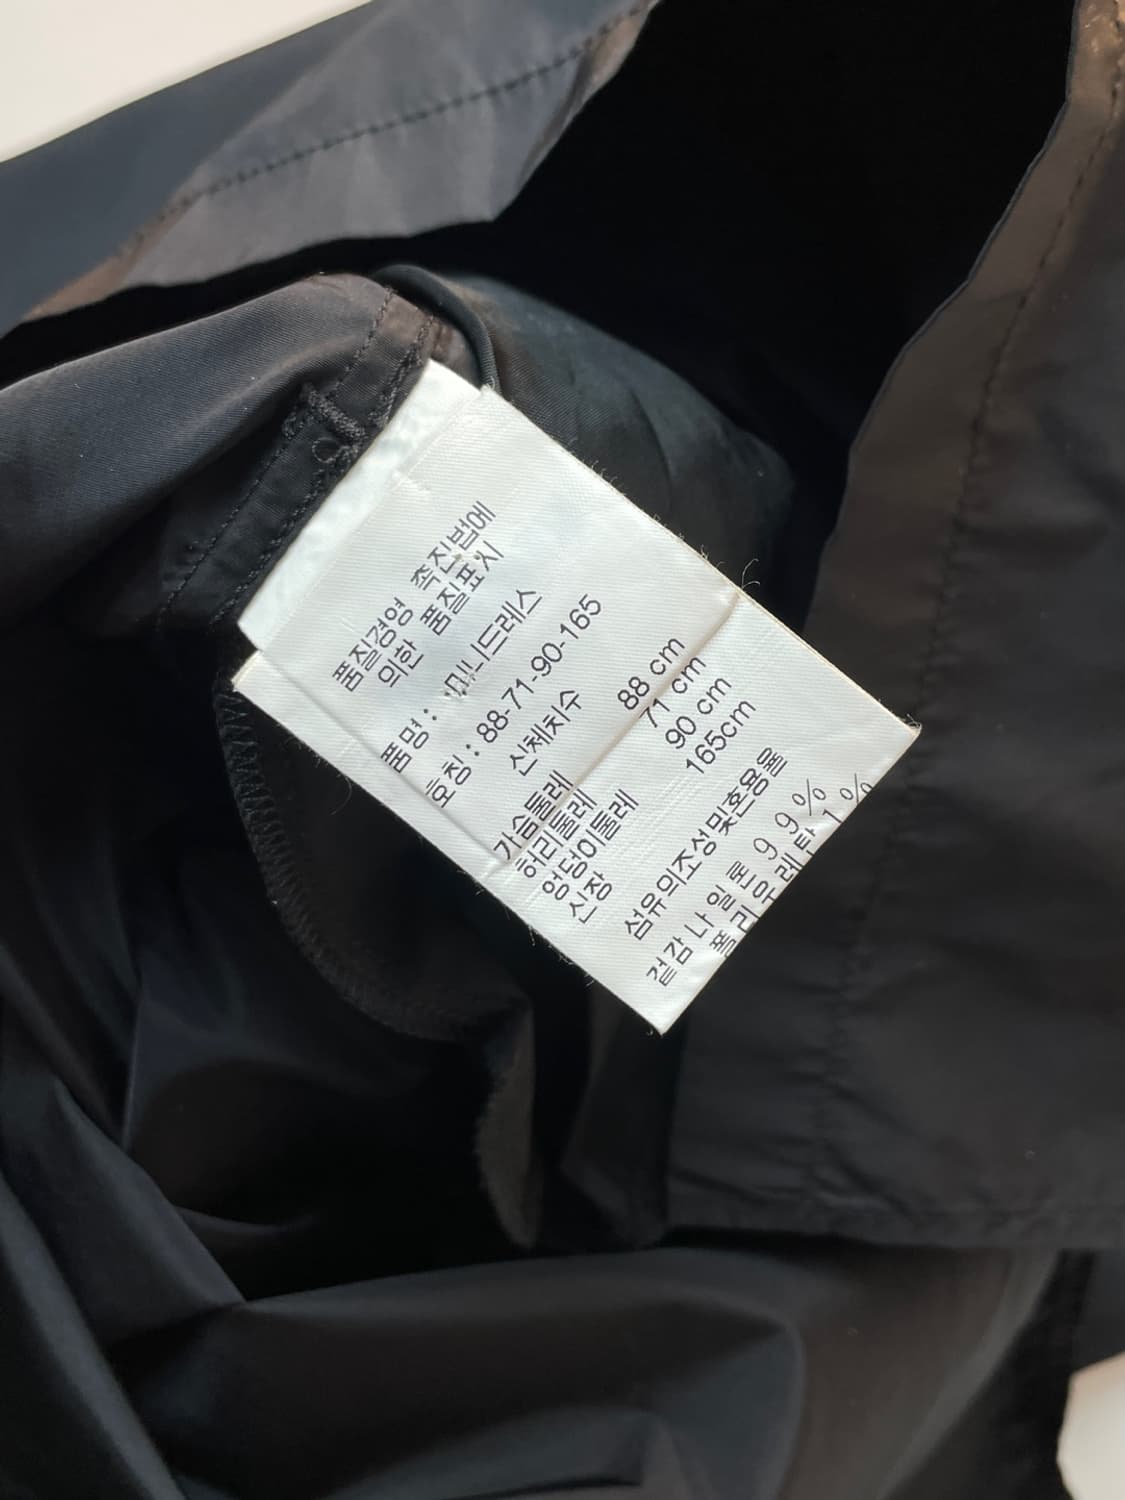 품질경영 촉진법에
의한 품질표시
품명 : 미니드레스
호칭 : 88-71-90-165
신체치수
가슴둘레 88 cm
허리둘레 71 cm
엉덩이둘레 90 cm
신장 165cm
섬유의조성및혼용율
겉감 나일론 99%
폴리우레탄 1%